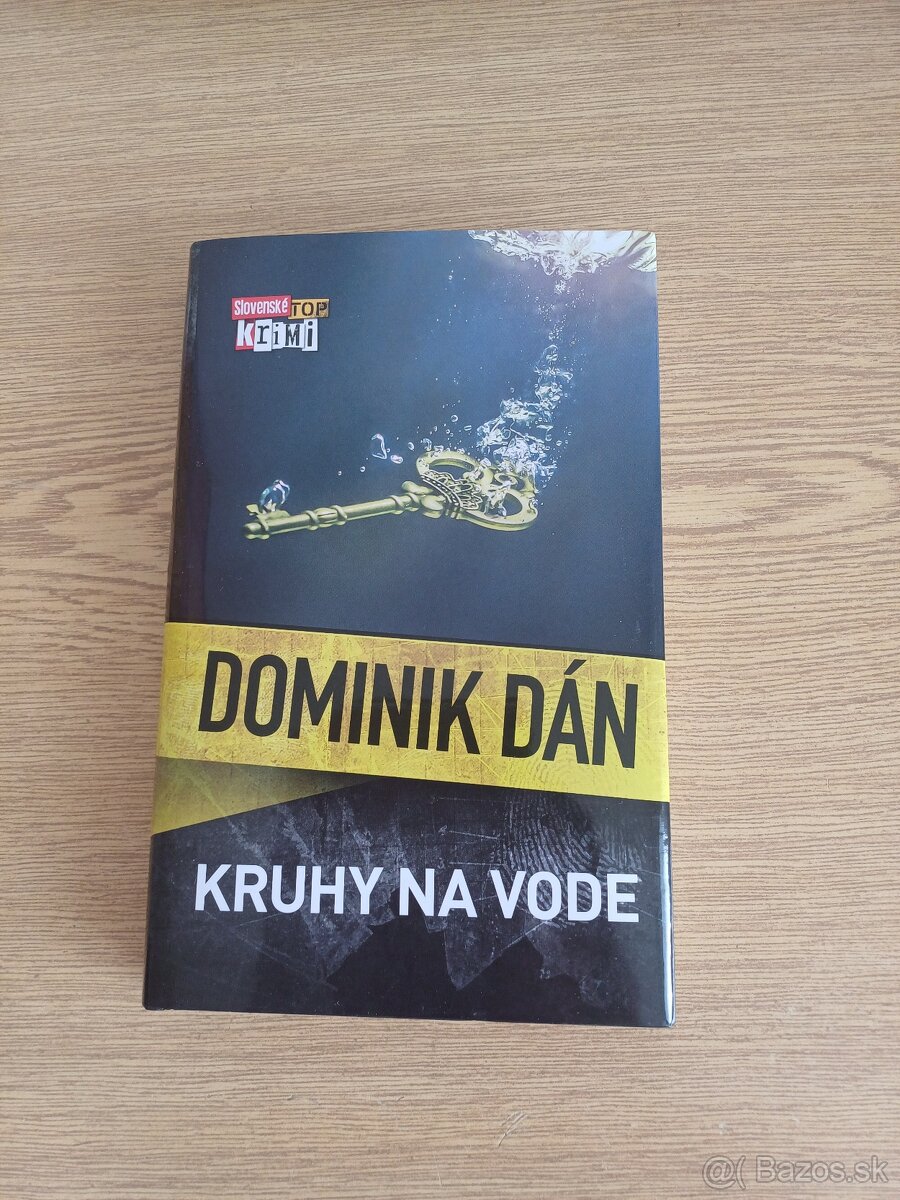 Slovenské TOP
KRiMi
DOMINIK DÁN
KRUHY NA VODE
@( Bazos.sk